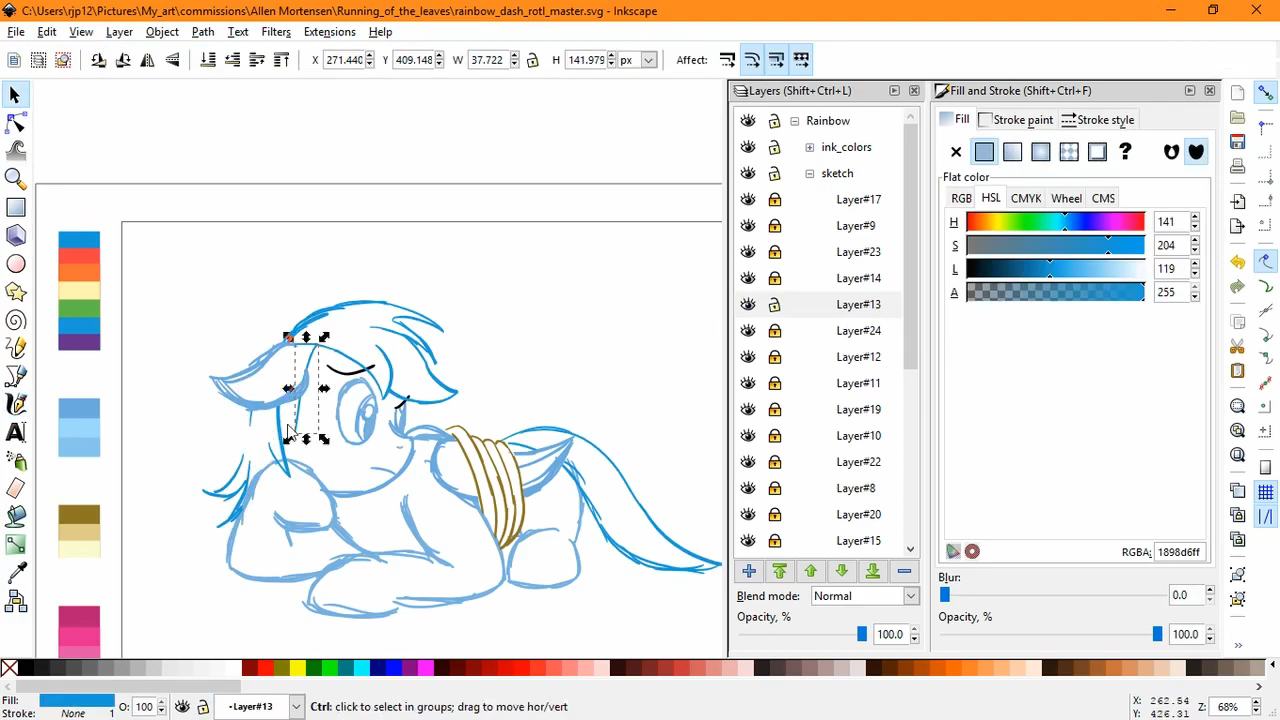 C:\Users\rjp12\Pictures\My_art\commissions\Allen Mortensen\Running_of_the_leaves\rainbow_dash_rotl_master.svg - Inkscape
File Edit View Layer Object Path Text Filters Extensions Help
X 271.440 Y 409.148 W 37.722 H 141.979 px Affect:
Layers (Shift+Ctrl+L)
Rainbow
ink_colors
sketch
Layer#17
Layer#9
Layer#23
Layer#14
Layer#13
Layer#24
Layer#12
Layer#11
Layer#19
Layer#10
Layer#22
Layer#8
Layer#20
Layer#15
Blend mode: Normal
Opacity, %
100.0
Fill and Stroke (Shift+Ctrl+F)
Fill Stroke paint Stroke style
Flat color
RGB HSL CMYK Wheel CMS
H 141
S 204
L 119
A 255
RGBA: 1898d6ff
Blur:
0.0
Opacity, %
100.0
Fill:
Stroke: None 1
O: 100
Layer#13
Ctrl: click to select in groups; drag to move hor/vert
X: 262.54
Y: 426.31
Z: 68%